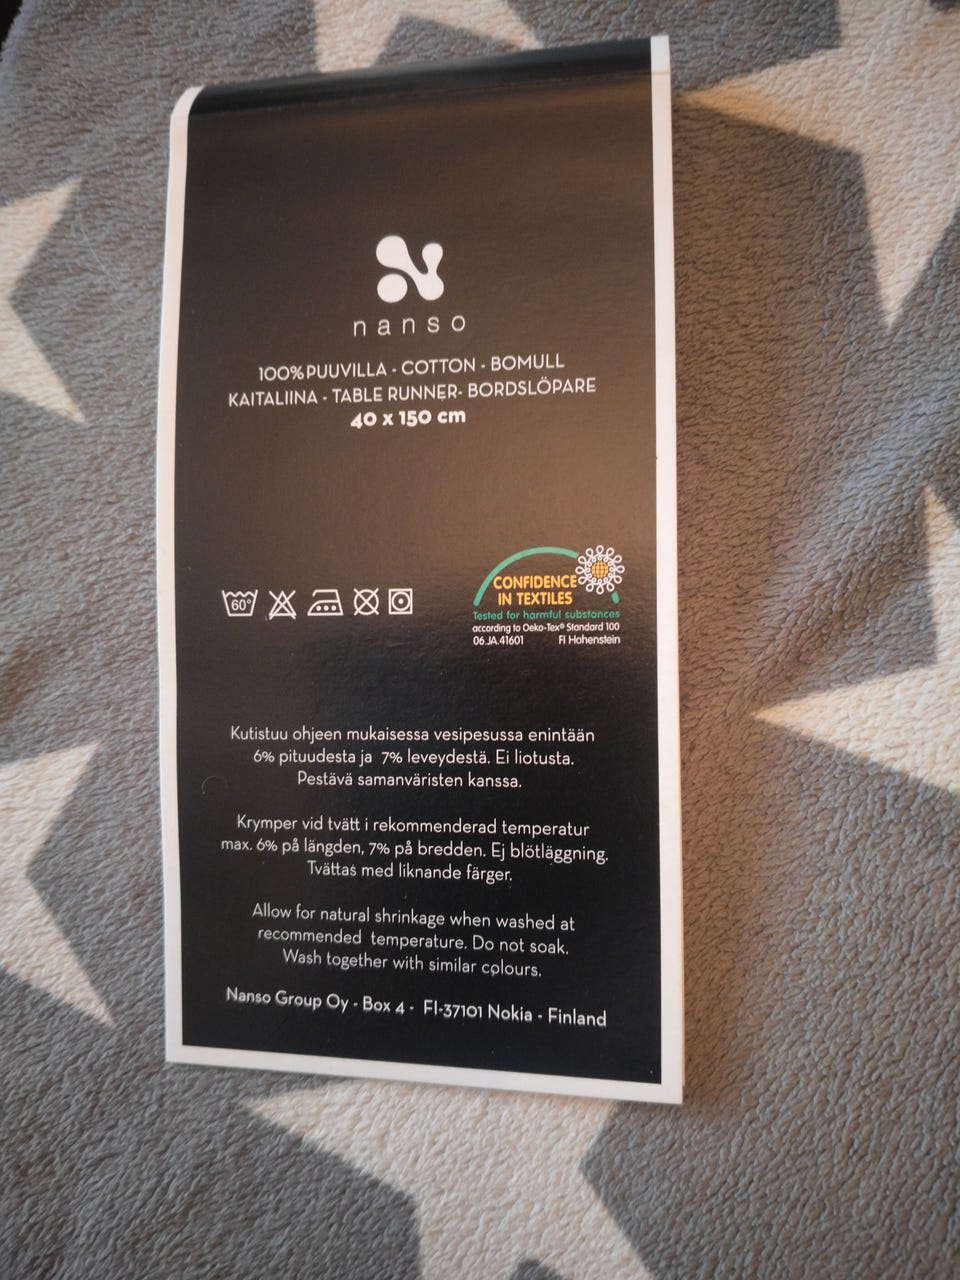 nanso
100% PUUVILLA - COTTON - BOMULL
KAITALIINA - TABLE RUNNER- BORDSLÖPARE
40 x 150 cm
60°
CONFIDENCE
IN TEXTILES
Tested for harmful substances
according to Oeko-Tex® Standard 100
06.JA.41601 FI Hohenstein
Kutistuu ohjeen mukaisessa vesipesussa enintään
6% pituudesta ja 7% leveydestä. Ei liotusta.
Pestävä samanväristen kanssa.
Krymper vid tvätt i rekommenderad temperatur
max. 6% på längden, 7% på bredden. Ej blötläggning.
Tvättas med liknande färger.
Allow for natural shrinkage when washed at
recommended temperature. Do not soak.
Wash together with similar colours.
Nanso Group Oy - Box 4 - FI-37101 Nokia - Finland